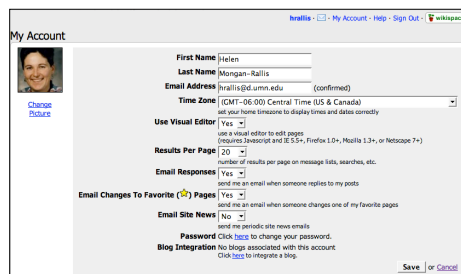 hrallis · My Account · Help · Sign Out · wikispac
My Account
Change
Picture
First Name Helen
Last Name Mongan-Rallis
Email Address hrallis@d.umn.edu (confirmed)
Time Zone (GMT-06:00) Central Time (US & Canada)
set your home timezone to display times and dates correctly
Use Visual Editor Yes
use a visual editor to edit pages
(requires Javascript and IE 5.5+, Firefox 1.0+, Mozilla 1.3+, or Netscape 7+)
Results Per Page 20
number of results per page on message lists, searches, etc.
Email Responses Yes
send me an email when someone replies to my posts
Email Changes To Favorite ( ) Pages Yes
send me an email when someone changes one of my favorite pages
Email Site News No
send me periodic site news emails
Password Click here to change your password.
Blog Integration No blogs associated with this account
Click here to integrate a blog.
Save or Cancel